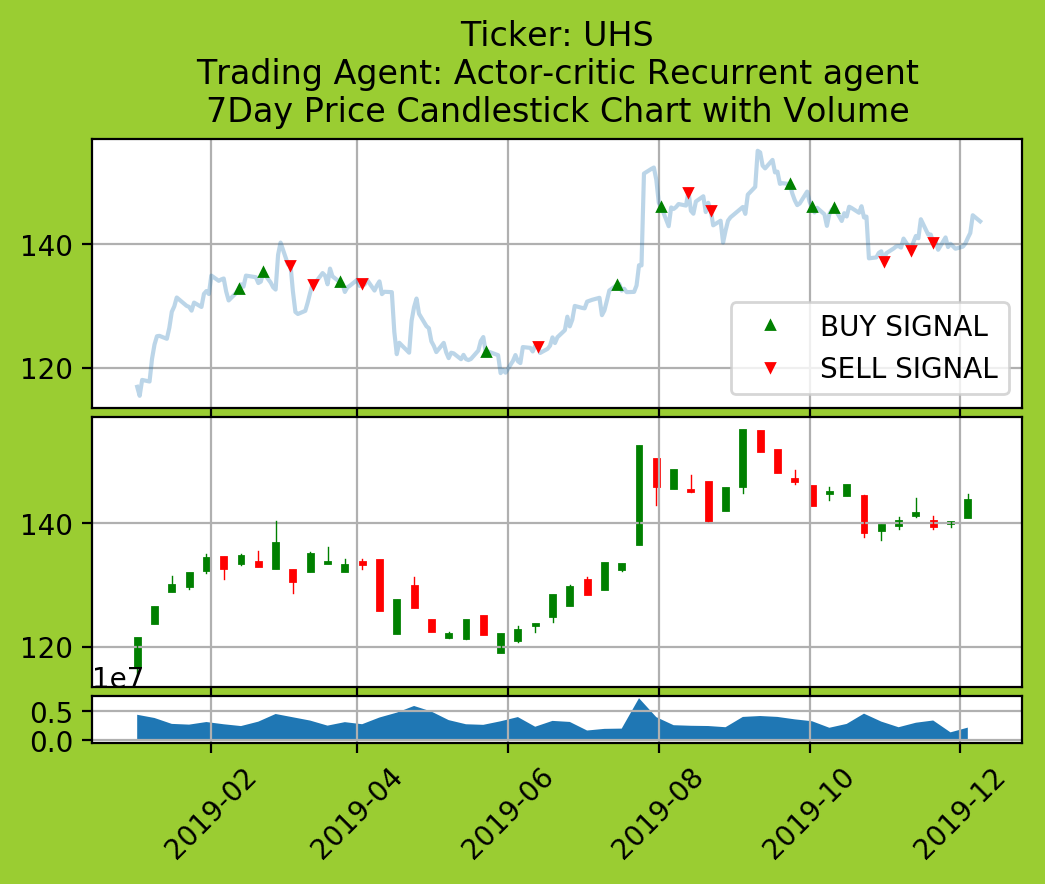 Ticker: UHS
Trading Agent: Actor-critic Recurrent agent
7Day Price Candlestick Chart with Volume
140
120
BUY SIGNAL
SELL SIGNAL
140
120
1e7
0.5
0.0
2019-02
2019-04
2019-06
2019-08
2019-10
2019-12